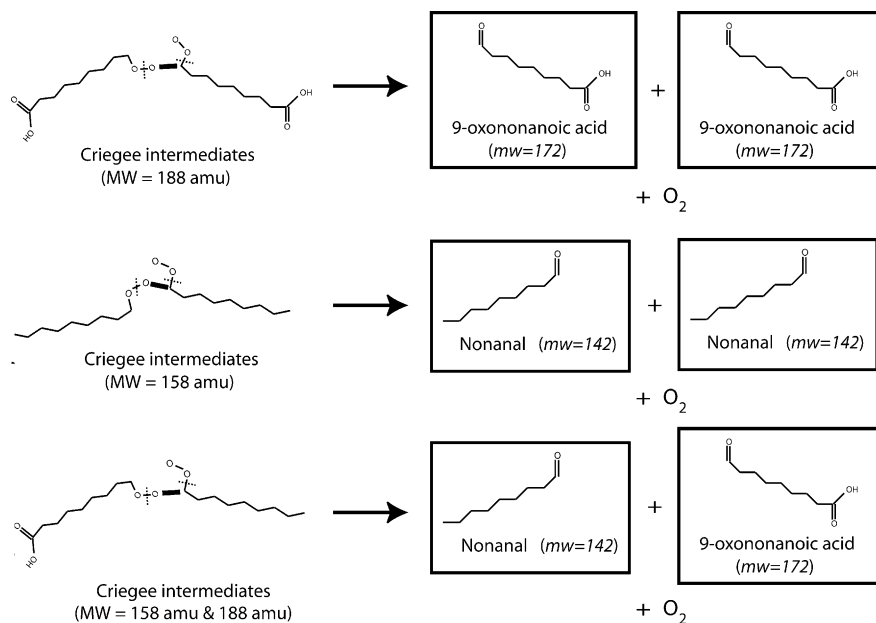 O
O
O
O
O
HO
O
OH
O
OH
O
+
O
OH
O
Criegee intermediates
(MW = 188 amu)
9-oxononanoic acid
(mw=172)
9-oxononanoic acid
(mw=172)
+ O2
O
O
O
O
O
+
O
Criegee intermediates
(MW = 158 amu)
Nonanal (mw=142)
Nonanal (mw=142)
+ O2
O
O
O
O
O
HO
O
+
O
OH
O
Nonanal (mw=142)
9-oxononanoic acid
(mw=172)
Criegee intermediates
(MW = 158 amu & 188 amu)
+ O2